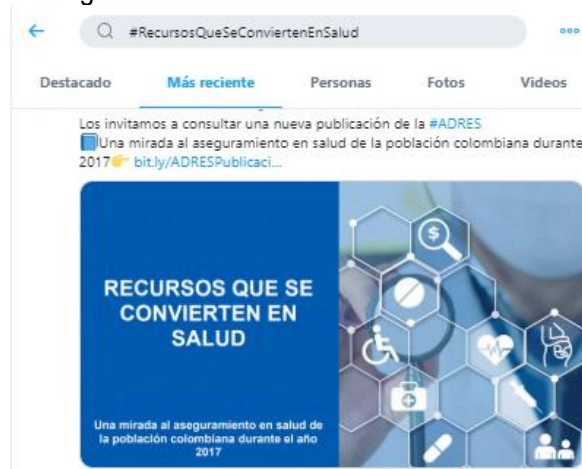 #RecursosQueSeConviertenEnSalud
Destacado Más reciente Personas Fotos Videos
Los invitamos a consultar una nueva publicación de la #ADRES
📘Una mirada al aseguramiento en salud de la población colombiana durante
2017👉 bit.ly/ADRESPublicaci...
RECURSOS QUE SE
CONVIERTEN EN
SALUD
Una mirada al aseguramiento en salud de
la población colombiana durante el año
2017